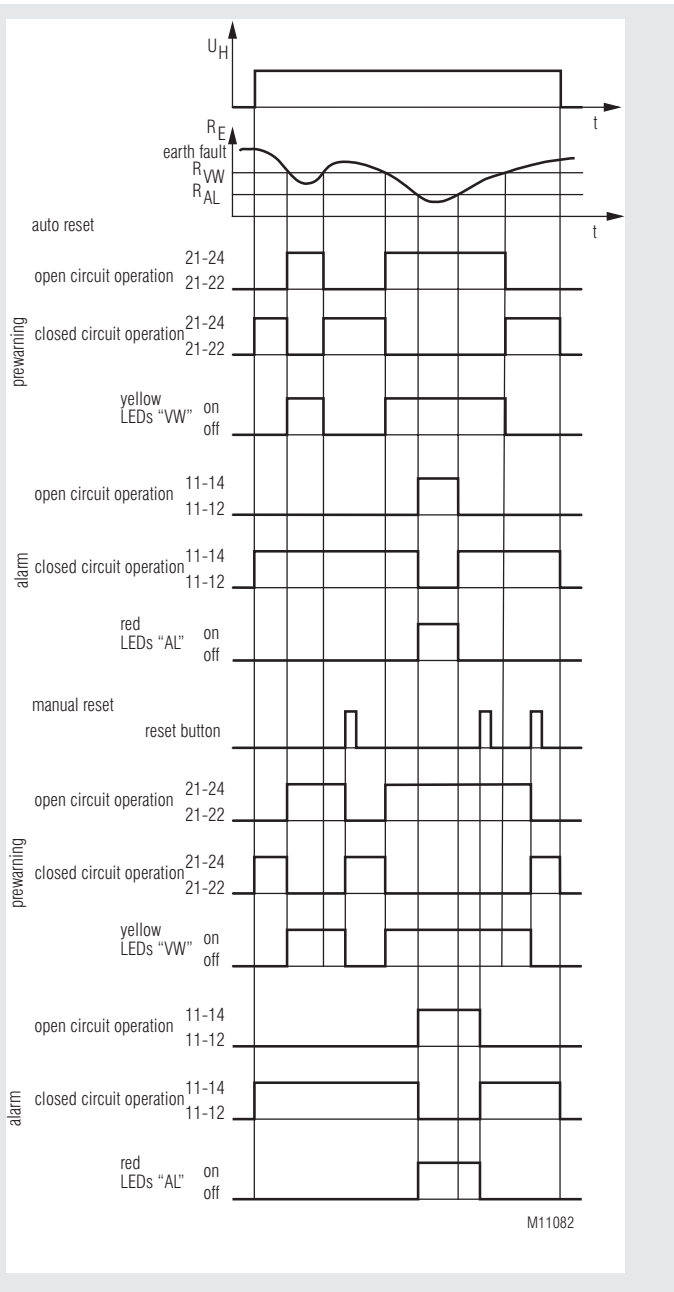 UH
t
RE
earth fault
RVW
RAL
t
auto reset
prewarning
open circuit operation 21-24
21-22
closed circuit operation 21-24
21-22
yellow
LEDs “VW” on
off
alarm
open circuit operation 11-14
11-12
closed circuit operation 11-14
11-12
red
LEDs “AL” on
off
manual reset
reset button
prewarning
open circuit operation 21-24
21-22
closed circuit operation 21-24
21-22
yellow
LEDs “VW” on
off
alarm
open circuit operation 11-14
11-12
closed circuit operation 11-14
11-12
red
LEDs “AL” on
off
M11082